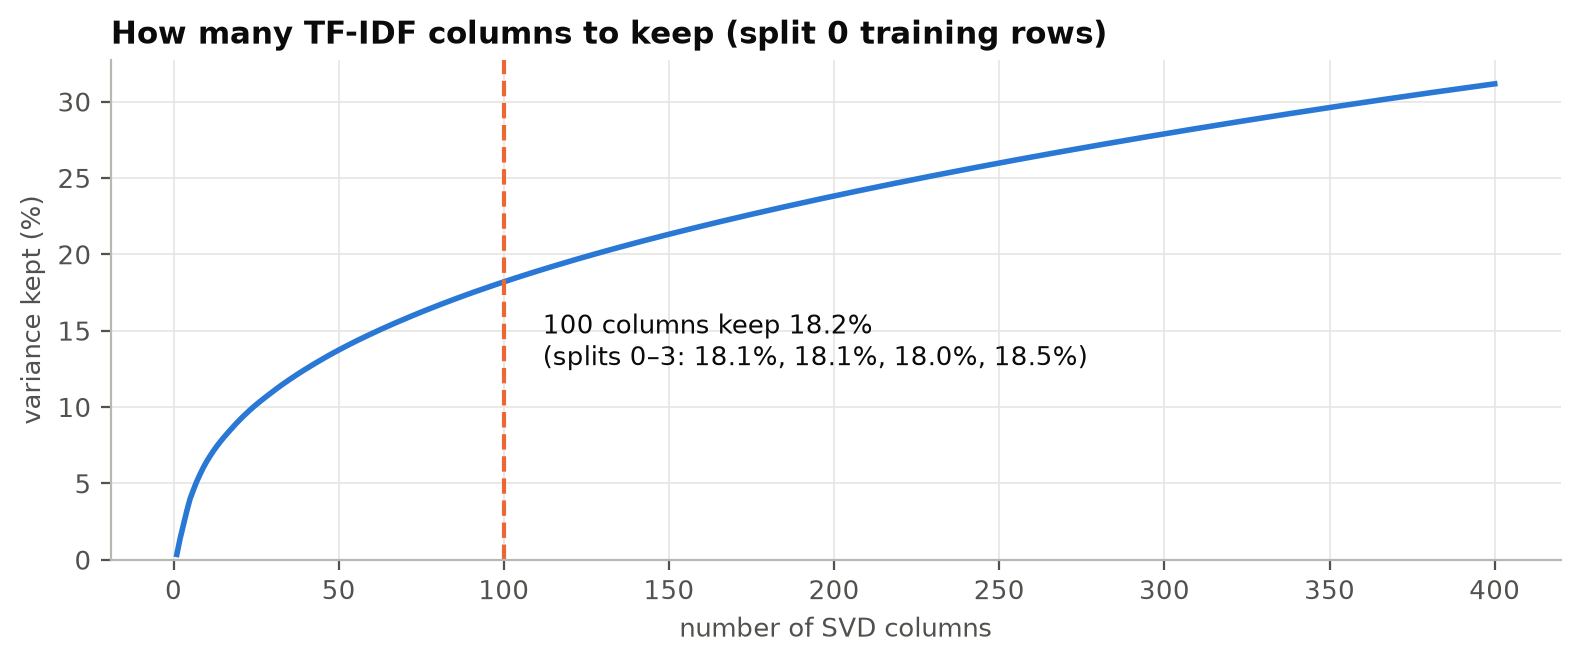 How many TF-IDF columns to keep (split 0 training rows)
variance kept (%)
30
25
20
15
10
5
0
100 columns keep 18.2%
(splits 0–3: 18.1%, 18.1%, 18.0%, 18.5%)
0 50 100 150 200 250 300 350 400
number of SVD columns